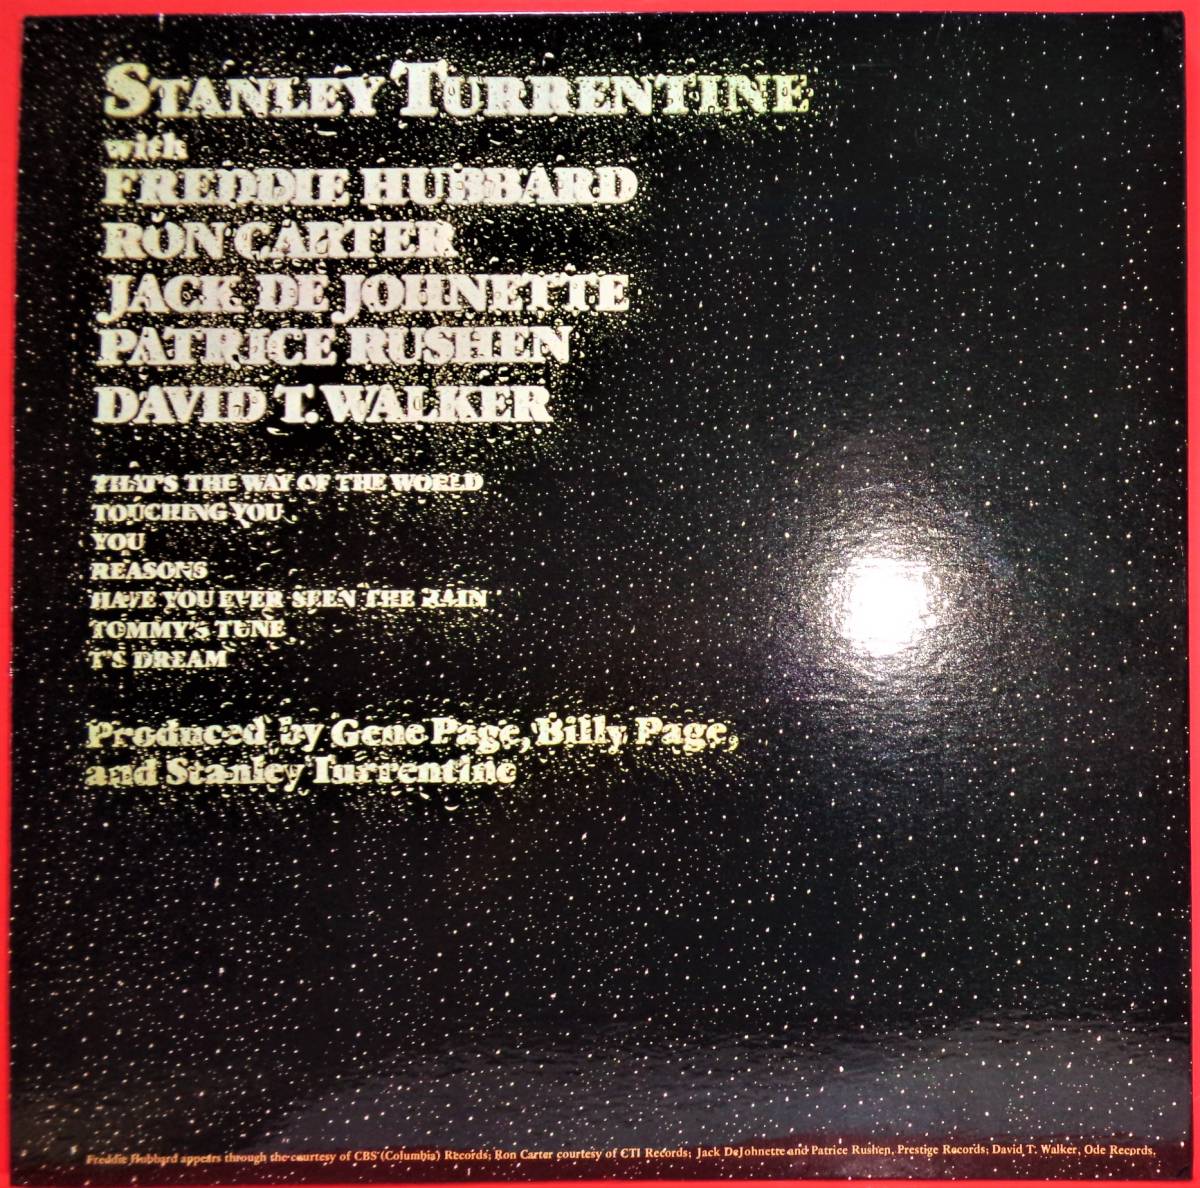 STANLEY TURRENTINE
with
FREDDIE HUBBARD
RON CARTER
JACK DE JOHNETTE
PATRICE RUSHEN
DAVID T. WALKER
THAT'S THE WAY OF THE WORLD
TOUCHING YOU
YOU
REASONS
HAVE YOU EVER SEEN THE RAIN
TOMMY'S TUNE
T'S DREAM
Produced by Gene Page, Billy Page,
and Stanley Turrentine
Freddie Hubbard appears through the courtesy of CBS (Columbia) Records; Ron Carter courtesy of CTI Records; Jack DeJohnette and Patrice Rushen, Prestige Records; David T. Walker, Ode Records.